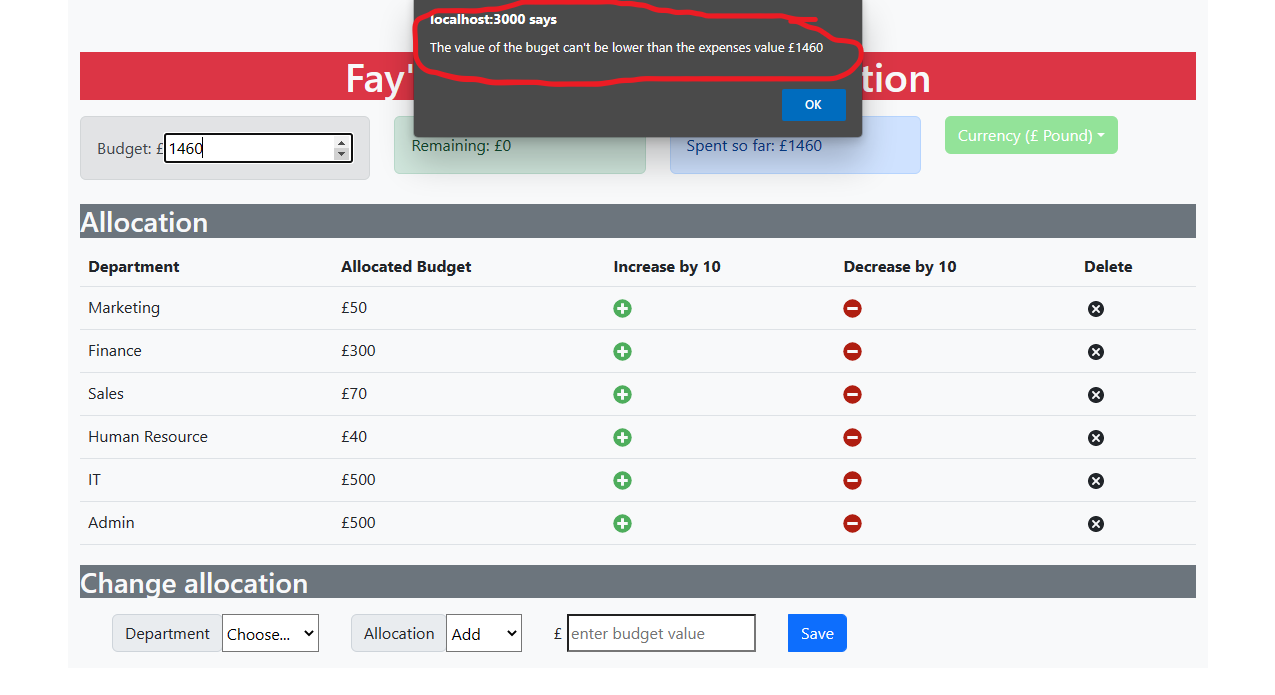 localhost:3000 says
The value of the buget can't be lower than the expenses value £1460
OK
Fay' tion
Budget: £ 1460
Remaining: £0
Spent so far: £1460
Currency (£ Pound)
Allocation
Department Allocated Budget Increase by 10 Decrease by 10 Delete
Marketing £50
Finance £300
Sales £70
Human Resource £40
IT £500
Admin £500
Change allocation
Department Choose... Allocation Add £ enter budget value Save